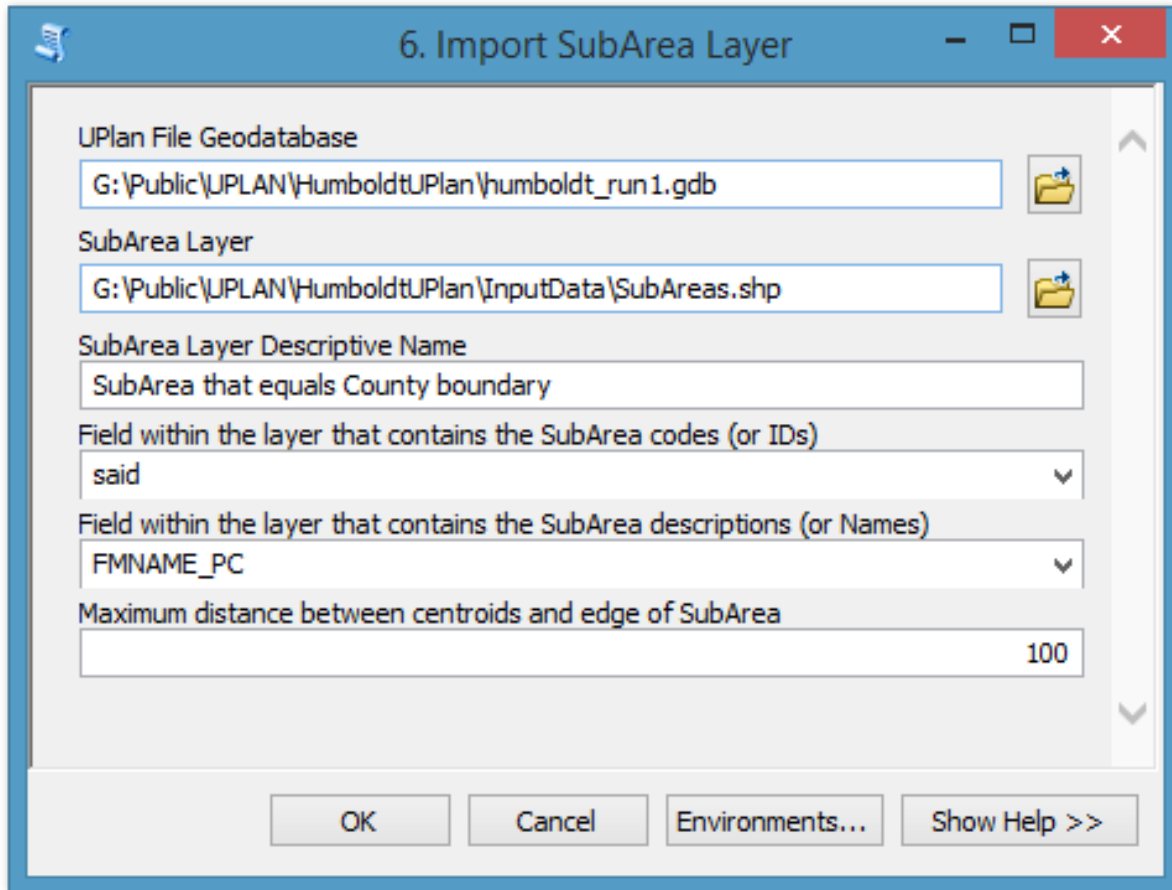 6. Import SubArea Layer
UPlan File Geodatabase
G:\Public\UPLAN\HumboldtUPlan\humboldt_run1.gdb
SubArea Layer
G:\Public\UPLAN\HumboldtUPlan\InputData\SubAreas.shp
SubArea Layer Descriptive Name
SubArea that equals County boundary
Field within the layer that contains the SubArea codes (or IDs)
said
Field within the layer that contains the SubArea descriptions (or Names)
FMNAME_PC
Maximum distance between centroids and edge of SubArea
100
OK Cancel Environments... Show Help >>